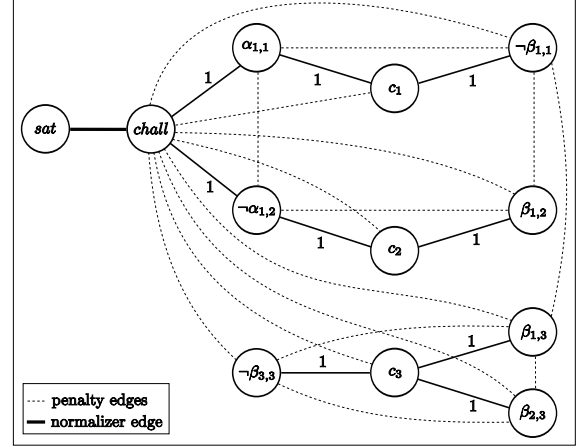 α1,1
¬β1,1
1
1
1
c1
sat
chall
1
¬α1,2
β1,2
1
1
c2
β1,3
1
1
¬β3,3
c3
1
β2,3
penalty edges
normalizer edge